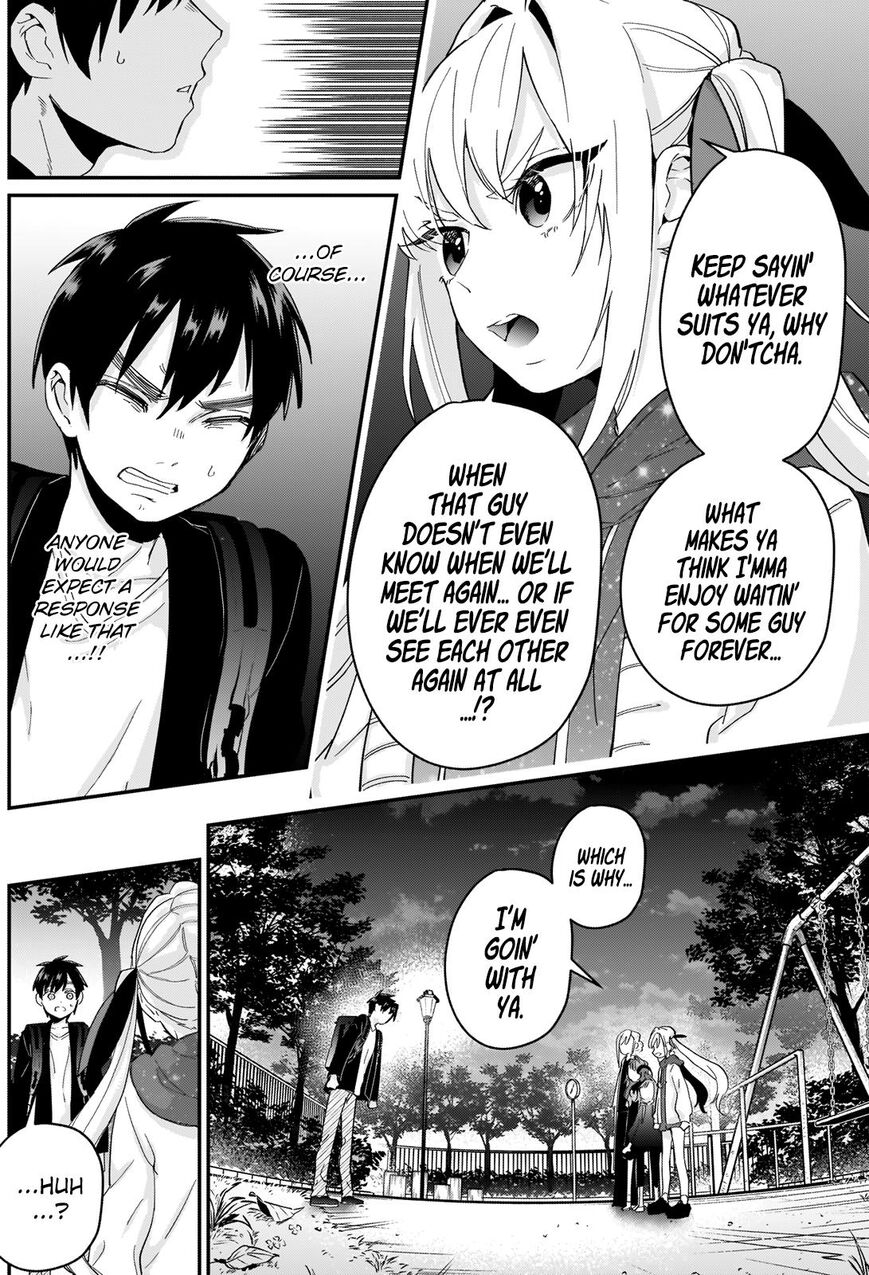 KEEP SAYIN'
WHATEVER
SUITS YA, WHY
DON'TCHA.
WHAT
MAKES YA
THINK I'MMA
ENJOY WAITIN'
FOR SOME GUY
FOREVER...
WHEN
THAT GUY
DOESN'T EVEN
KNOW WHEN WE'LL
MEET AGAIN... OR IF
WE'LL EVER EVEN
SEE EACH OTHER
AGAIN AT ALL
...!?
...OF
COURSE...
ANYONE
WOULD
EXPECT A
RESPONSE
LIKE THAT
...!!
WHICH
IS WHY...
I'M
GOIN'
WITH
YA.
...HUH
...?